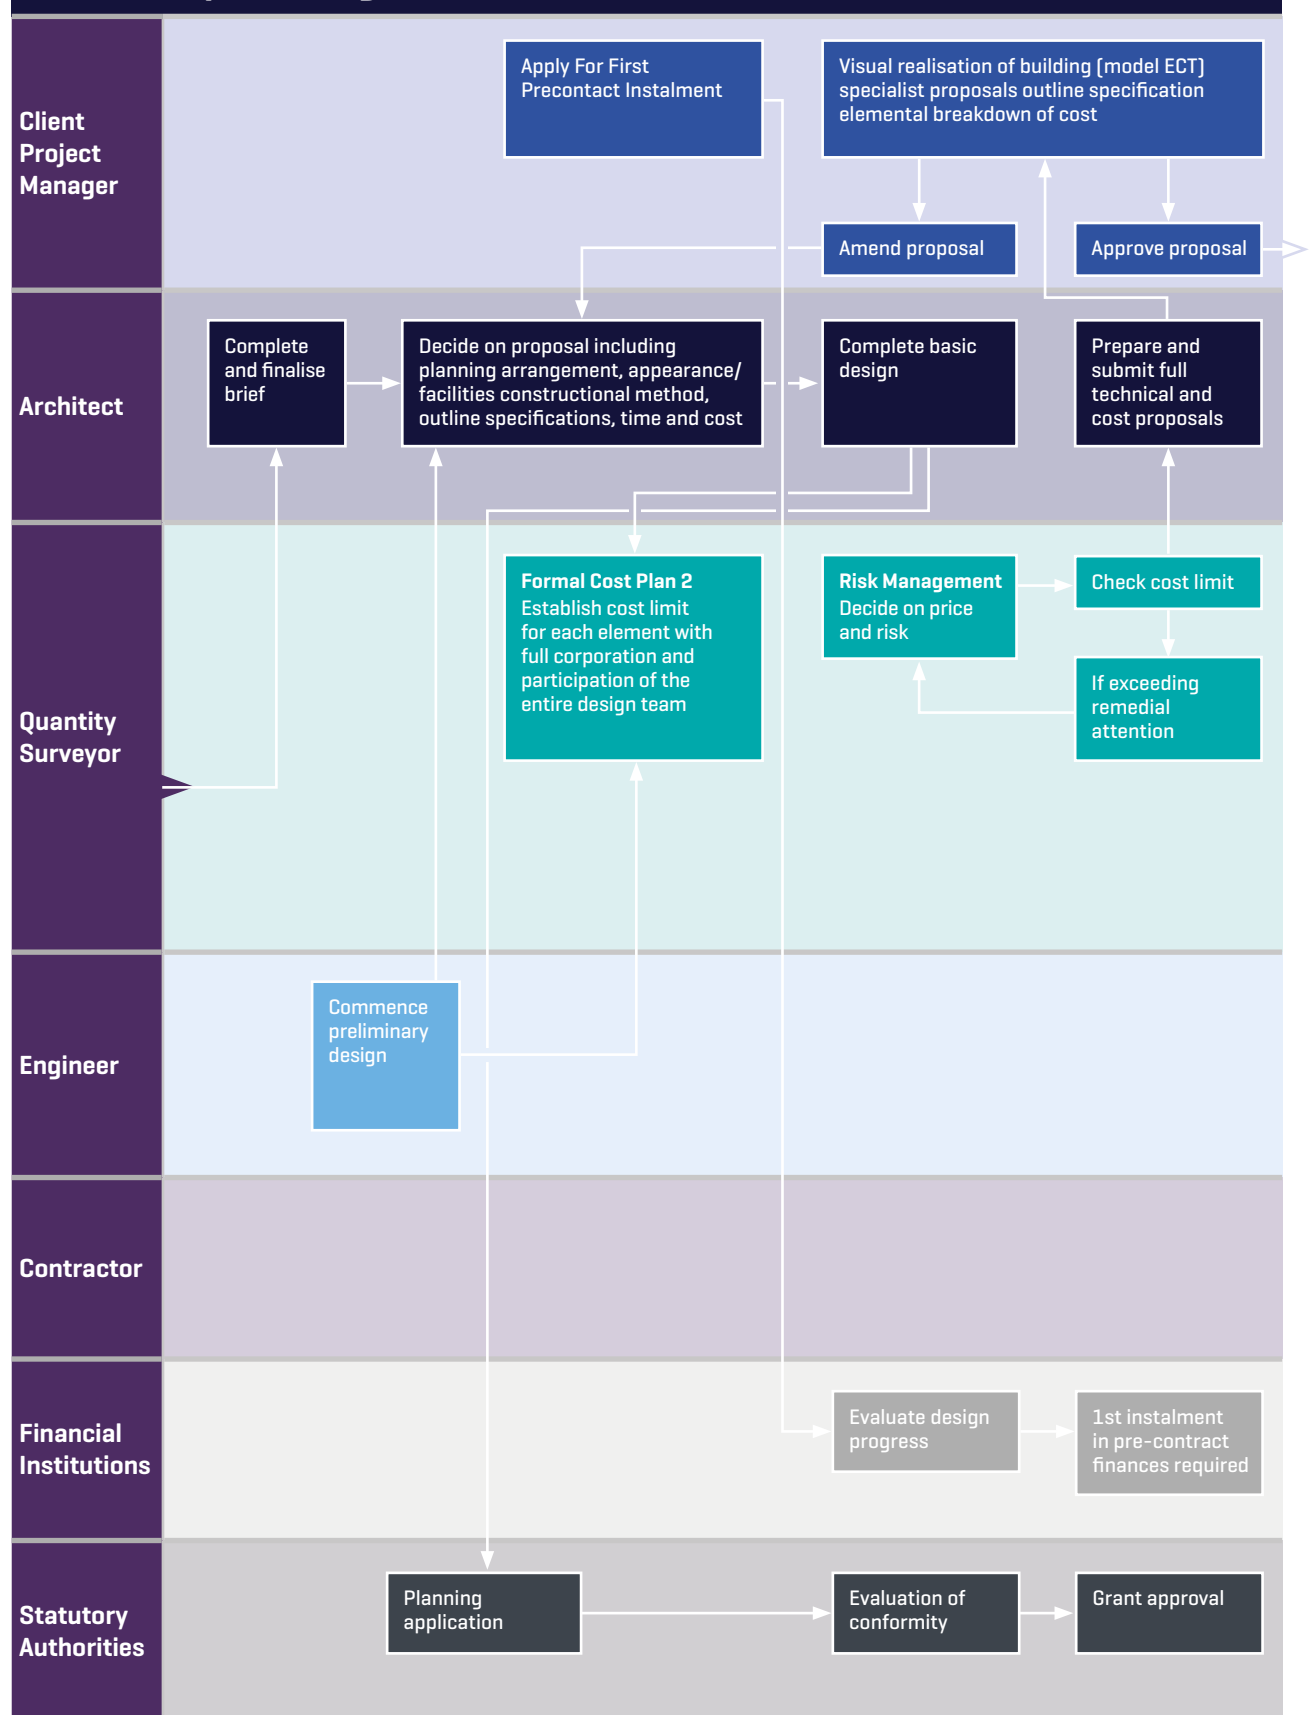 Client
Project
Manager
Apply For First
Precontact Instalment
Visual realisation of building (model ECT)
specialist proposals outline specification
elemental breakdown of cost
Amend proposal
Approve proposal
Architect
Complete
and finalise
brief
Decide on proposal including
planning arrangement, appearance/
facilities constructional method,
outline specifications, time and cost
Complete basic
design
Prepare and
submit full
technical and
cost proposals
Quantity
Surveyor
Formal Cost Plan 2
Establish cost limit
for each element with
full corporation and
participation of the
entire design team
Risk Management
Decide on price
and risk
Check cost limit
If exceeding
remedial
attention
Engineer
Commence
preliminary
design
Contractor
Financial
Institutions
Evaluate design
progress
1st instalment
in pre-contract
finances required
Statutory
Authorities
Planning
application
Evaluation of
conformity
Grant approval